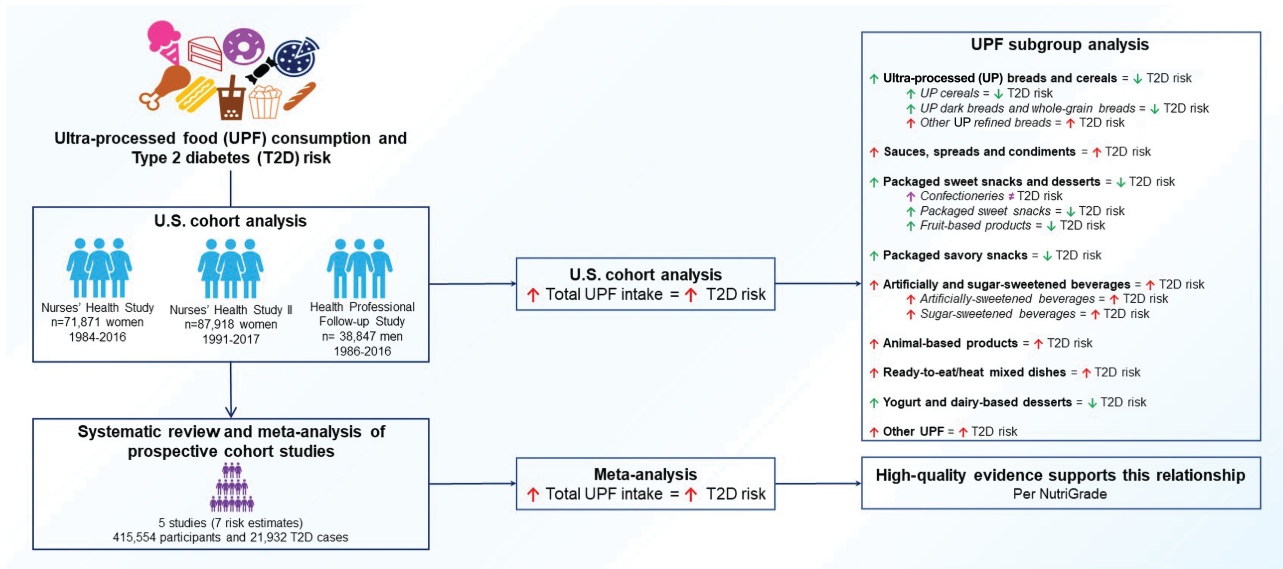 Ultra-processed food (UPF) consumption and
Type 2 diabetes (T2D) risk
U.S. cohort analysis
Nurses' Health Study
n=71,871 women
1984-2016
Nurses' Health Study II
n=87,918 women
1991-2017
Health Professional
Follow-up Study
n= 38,847 men
1986-2016
Systematic review and meta-analysis of
prospective cohort studies
5 studies (7 risk estimates)
415,554 participants and 21,932 T2D cases
U.S. cohort analysis
↑ Total UPF intake = ↑ T2D risk
Meta-analysis
↑ Total UPF intake = ↑ T2D risk
UPF subgroup analysis
↑ Ultra-processed (UP) breads and cereals = ↓ T2D risk
↑ UP cereals = ↓ T2D risk
↑ UP dark breads and whole-grain breads = ↓ T2D risk
↑ Other UP refined breads = ↑ T2D risk
↑ Sauces, spreads and condiments = ↑ T2D risk
↑ Packaged sweet snacks and desserts = ↓ T2D risk
↑ Confectioneries ≠ T2D risk
↑ Packaged sweet snacks = ↓ T2D risk
↑ Fruit-based products = ↓ T2D risk
↑ Packaged savory snacks = ↓ T2D risk
↑ Artificially and sugar-sweetened beverages = ↑ T2D risk
↑ Artificially-sweetened beverages = ↑ T2D risk
↑ Sugar-sweetened beverages = ↑ T2D risk
↑ Animal-based products = ↑ T2D risk
↑ Ready-to-eat/heat mixed dishes = ↑ T2D risk
↑ Yogurt and dairy-based desserts = ↓ T2D risk
↑ Other UPF = ↑ T2D risk
High-quality evidence supports this relationship
Per NutriGrade